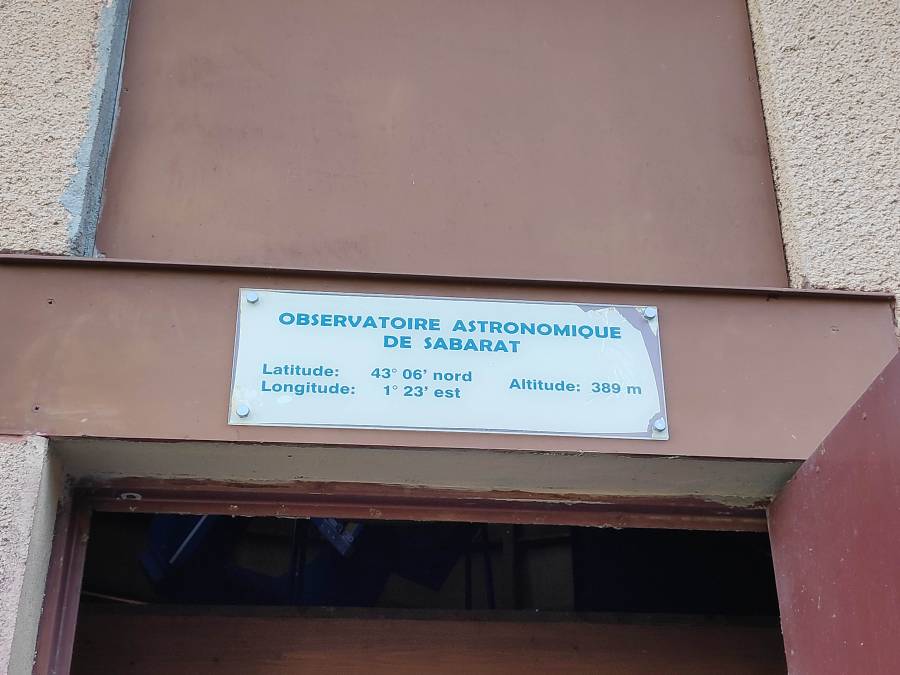 OBSERVATOIRE ASTRONOMIQUE
DE SABARAT
Latitude: 43° 06' nord
Longitude: 1° 23' est
Altitude: 389 m